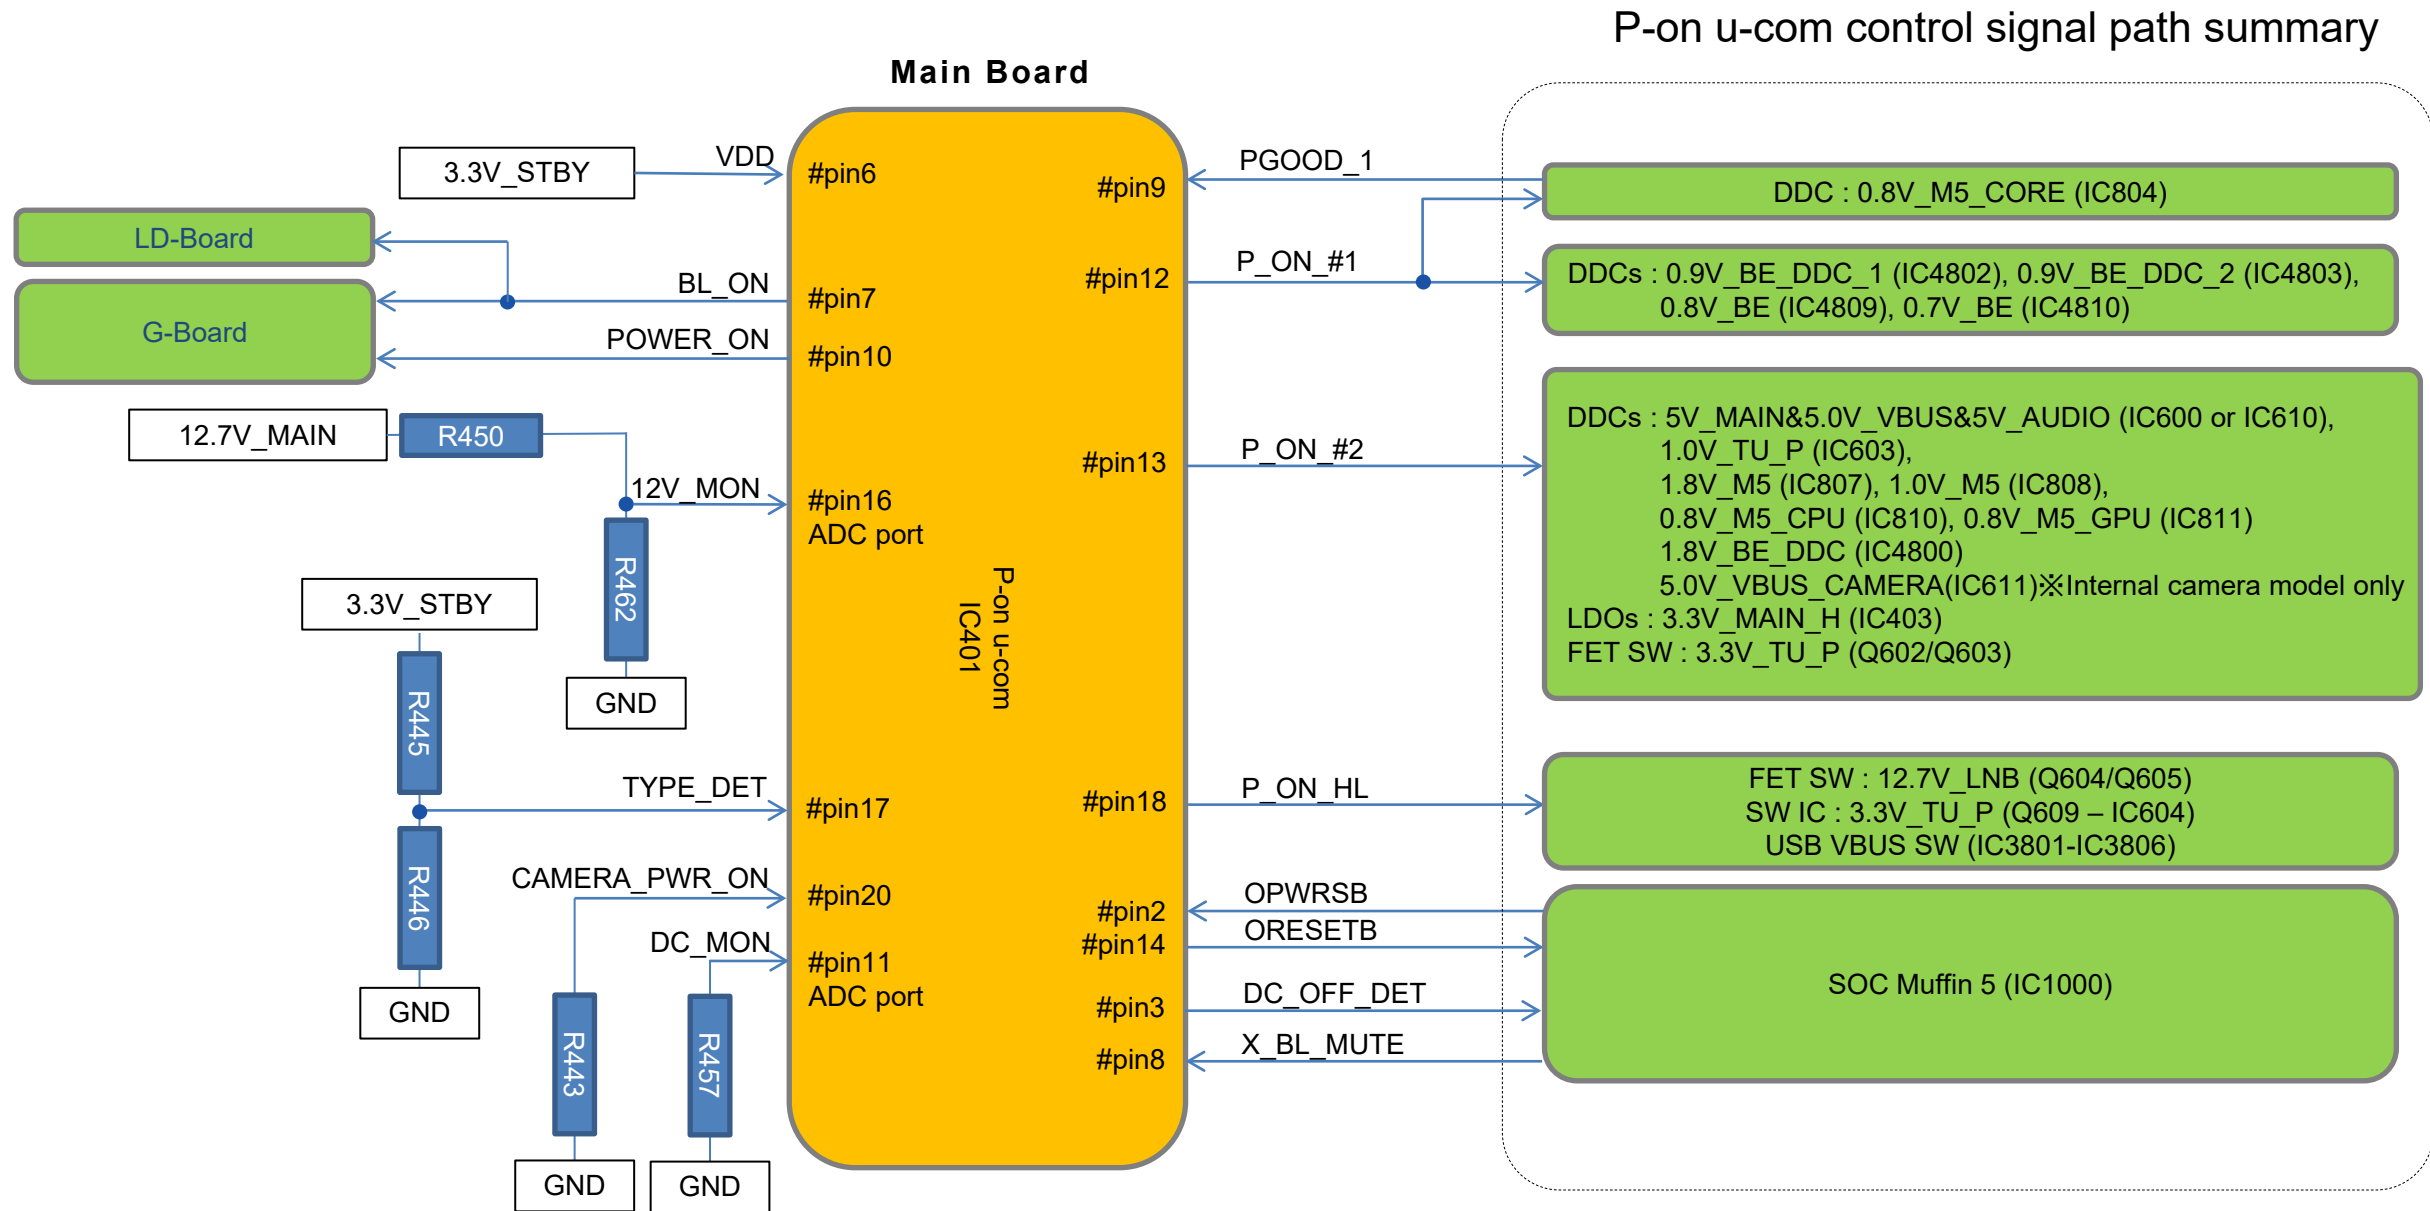 P-on u-com control signal path summary
Main Board
3.3V_STBY
VDD
#pin6
LD-Board
G-Board
BL_ON
#pin7
POWER_ON
#pin10
12.7V_MAIN
R450
12V_MON
#pin16
ADC port
R462
GND
3.3V_STBY
R445
TYPE_DET
#pin17
R446
GND
CAMERA_PWR_ON
#pin20
R443
GND
DC_MON
#pin11
ADC port
R457
GND
P-on u-com
IC401
#pin9
PGOOD_1
DDC : 0.8V_M5_CORE (IC804)
#pin12
P_ON_#1
DDCs : 0.9V_BE_DDC_1 (IC4802), 0.9V_BE_DDC_2 (IC4803),
0.8V_BE (IC4809), 0.7V_BE (IC4810)
#pin13
P_ON_#2
DDCs : 5V_MAIN&5.0V_VBUS&5V_AUDIO (IC600 or IC610),
1.0V_TU_P (IC603),
1.8V_M5 (IC807), 1.0V_M5 (IC808),
0.8V_M5_CPU (IC810), 0.8V_M5_GPU (IC811)
1.8V_BE_DDC (IC4800)
5.0V_VBUS_CAMERA(IC611)※Internal camera model only
LDOs : 3.3V_MAIN_H (IC403)
FET SW : 3.3V_TU_P (Q602/Q603)
#pin18
P_ON_HL
FET SW : 12.7V_LNB (Q604/Q605)
SW IC : 3.3V_TU_P (Q609 – IC604)
USB VBUS SW (IC3801-IC3806)
#pin2
OPWRSB
#pin14
ORESETB
#pin3
DC_OFF_DET
#pin8
X_BL_MUTE
SOC Muffin 5 (IC1000)